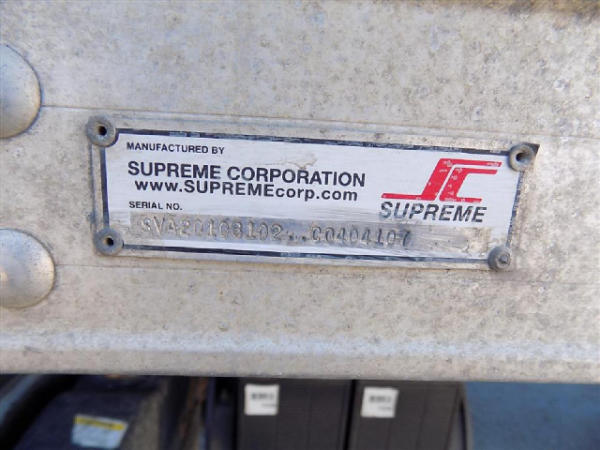 MANUFACTURED BY
SUPREME CORPORATION
www.SUPREMEcorp.com
SERIAL NO.
SUPREME